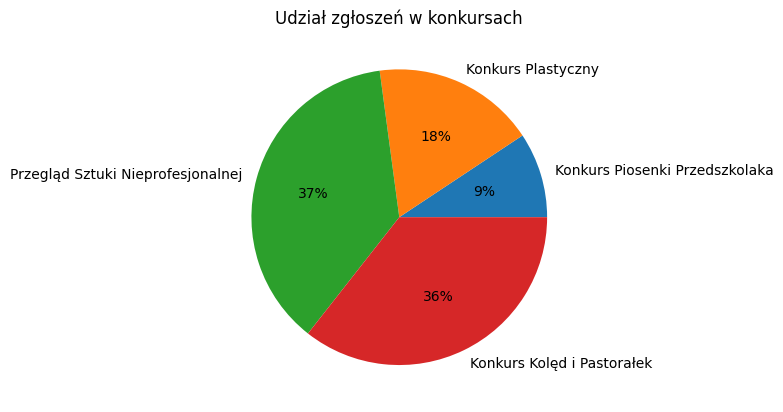 Udział zgłoszeń w konkursach
Konkurs Plastyczny
18%
Konkurs Piosenki Przedszkolaka
9%
Przegląd Sztuki Nieprofesjonalnej
37%
36%
Konkurs Kolęd i Pastorałek